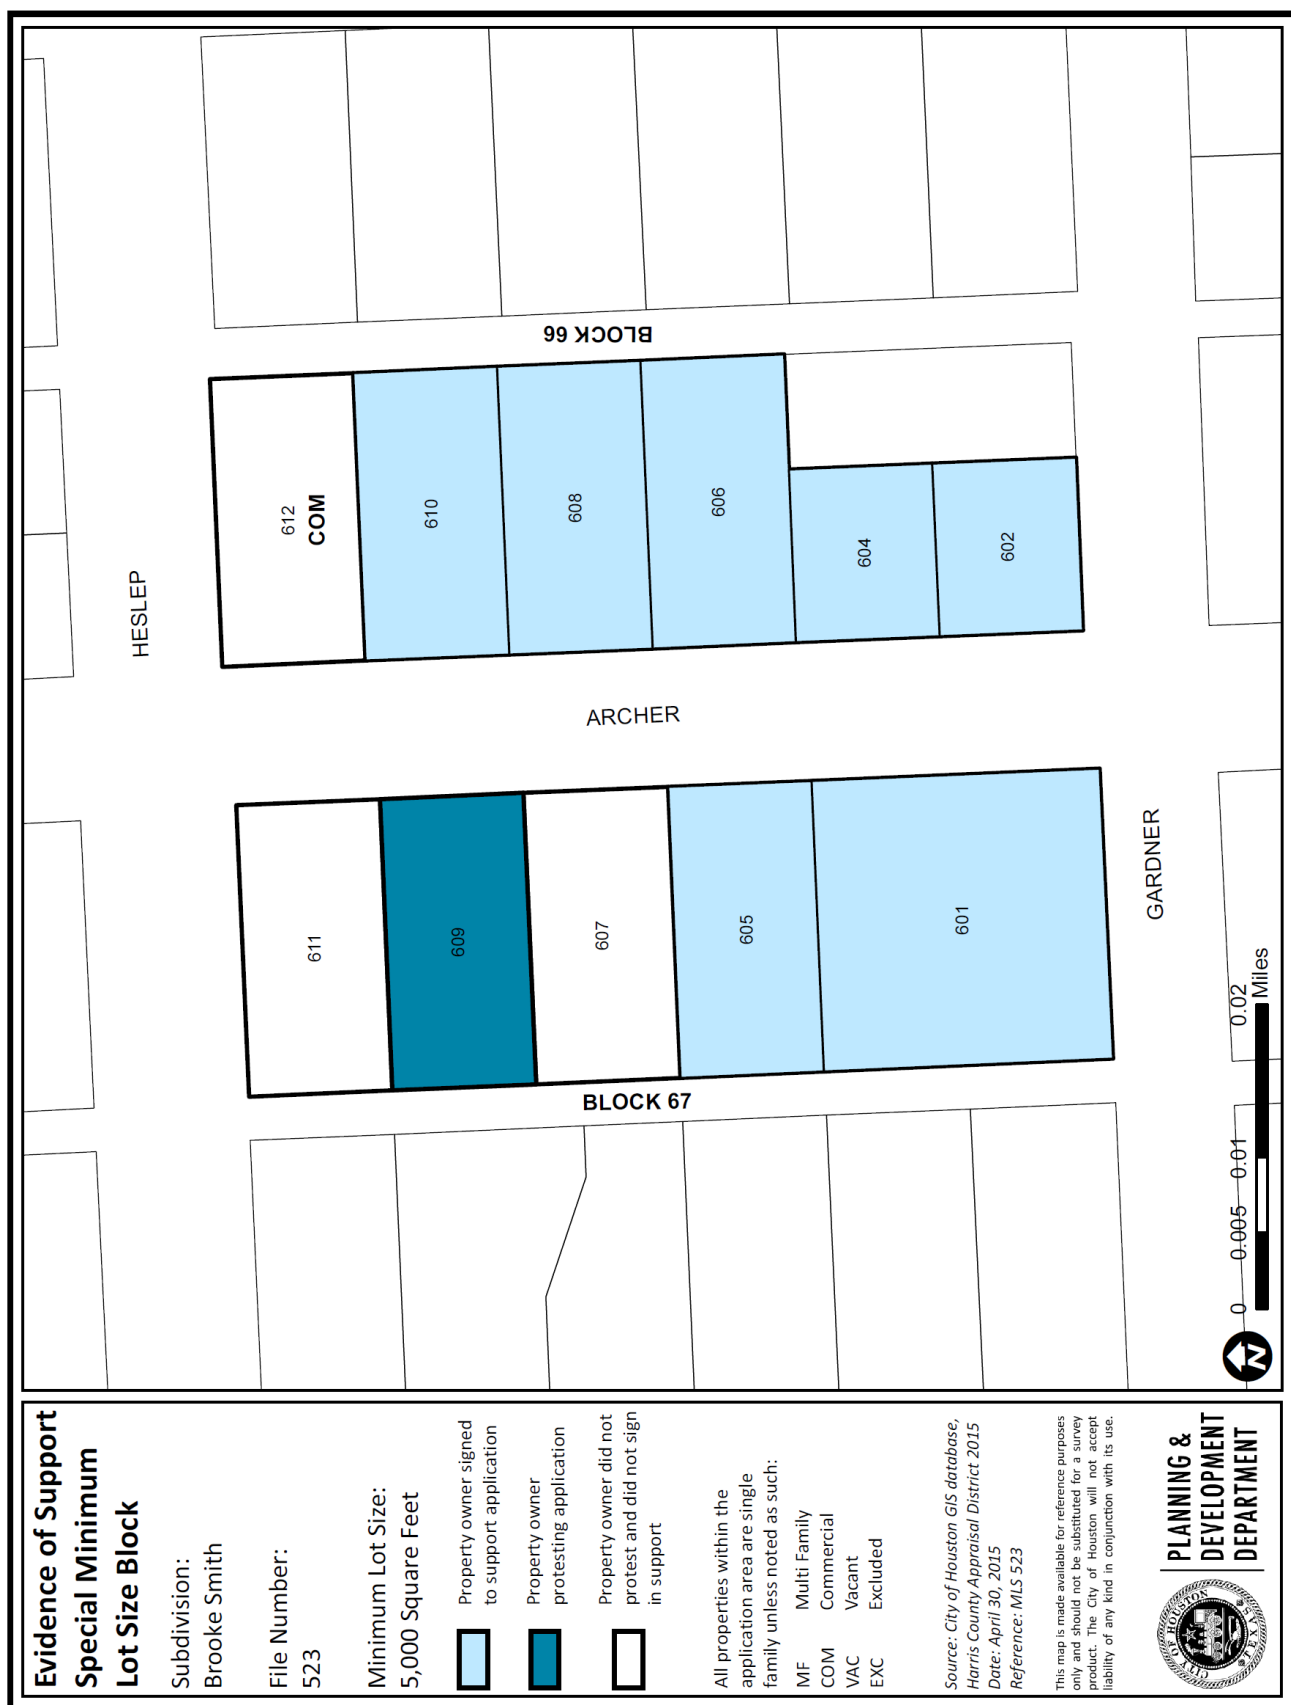 Evidence of Support
Special Minimum
Lot Size Block
Subdivision:
Brooke Smith
File Number:
523
Minimum Lot Size:
5,000 Square Feet
Property owner signed
to support application
Property owner
protesting application
Property owner did not
protest and did not sign
in support
All properties within the
application area are single
family unless noted as such:
MF Multi Family
COM Commercial
VAC Vacant
EXC Excluded
Source: City of Houston GIS database,
Harris County Appraisal District 2015
Date: April 30, 2015
Reference: MLS 523
This map is made available for reference purposes
only and should not be substituted for a survey
product. The City of Houston will not accept
liability of any kind in conjunction with its use.
CITY OF HOUSTON
TEXAS
PLANNING &
DEVELOPMENT
DEPARTMENT
HESLEP
BLOCK 66
612
COM
610
608
606
604
602
ARCHER
611
609
607
605
601
BLOCK 67
GARDNER
N
0 0.005 0.01 0.02
Miles